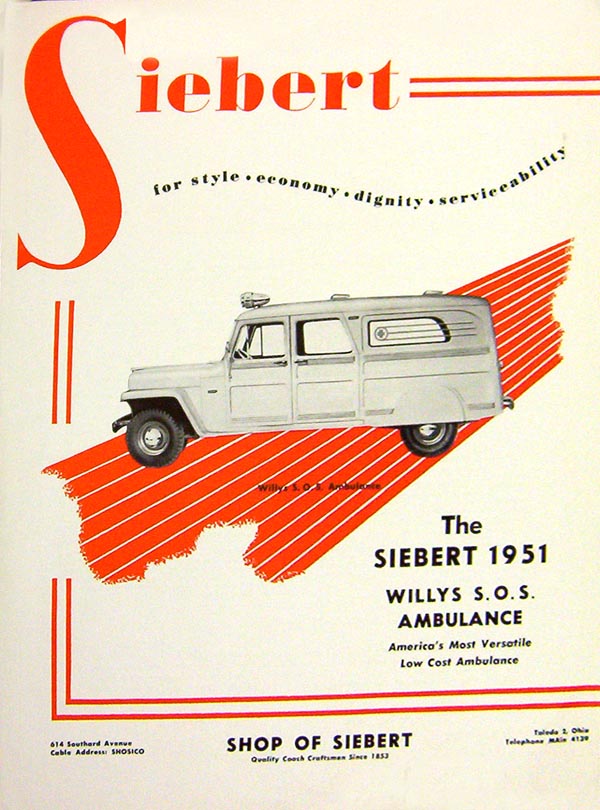 Siebert
for style • economy • dignity • serviceability
Willys S.O.S. Ambulance
The
SIEBERT 1951
WILLYS S.O.S.
AMBULANCE
America's Most Versatile
Low Cost Ambulance
614 Southard Avenue
Cable Address: SHOSICO
SHOP OF SIEBERT
Quality Coach Craftsmen Since 1853
Toledo 2, Ohio
Telephone MAin 4139